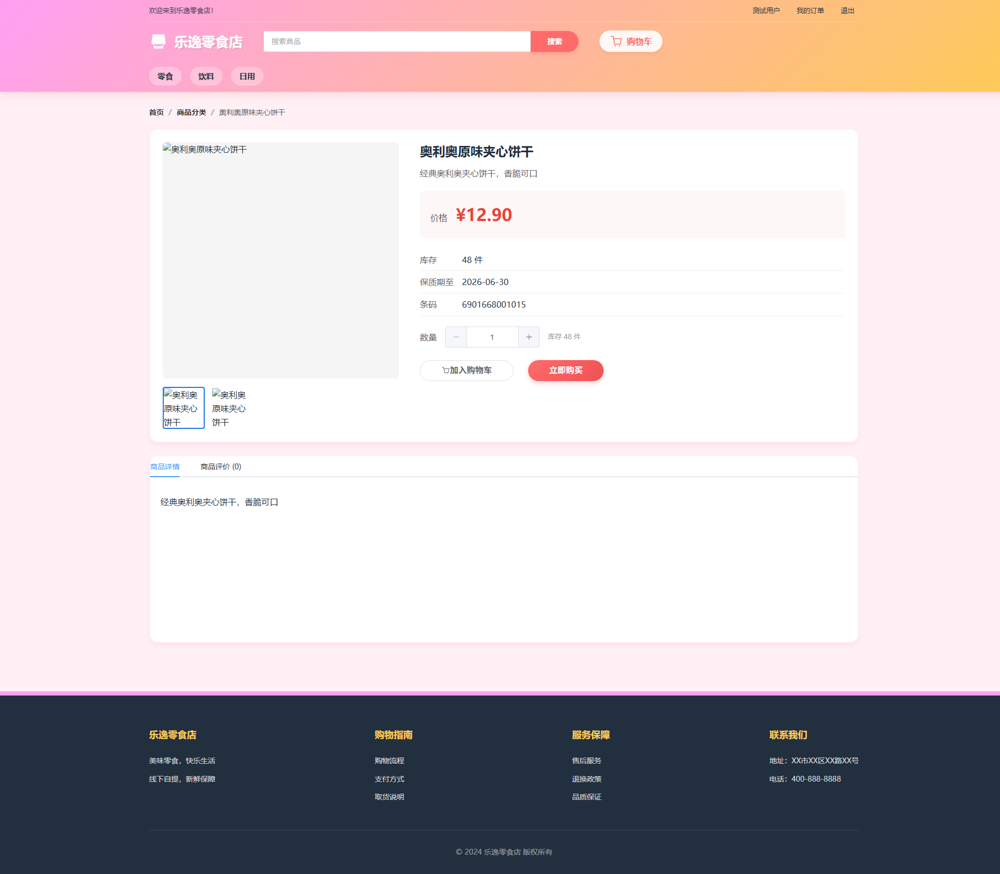 欢迎来到乐逸零食店!
测试用户 我的订单 退出
乐逸零食店
搜索商品
搜索
购物车
零食 饮料 日用
首页 / 商品分类 / 奥利奥原味夹心饼干
奥利奥原味夹心饼干
奥利奥原味夹心饼干
经典奥利奥夹心饼干，香脆可口
价格 ¥12.90
库存 48 件
保质期至 2026-06-30
条码 6901668001015
数量 1 库存 48 件
加入购物车 立即购买
奥利奥
原味夹心
饼干
奥利奥
原味夹心
饼干
商品详情 商品评价 (0)
经典奥利奥夹心饼干，香脆可口
乐逸零食店
美味零食，快乐生活
线下自提，新鲜保障
购物指南
购物流程
支付方式
取货说明
服务保障
售后服务
退换政策
品质保证
联系我们
地址：XX市XX区XX路XX号
电话：400-888-8888
© 2024 乐逸零食店 版权所有